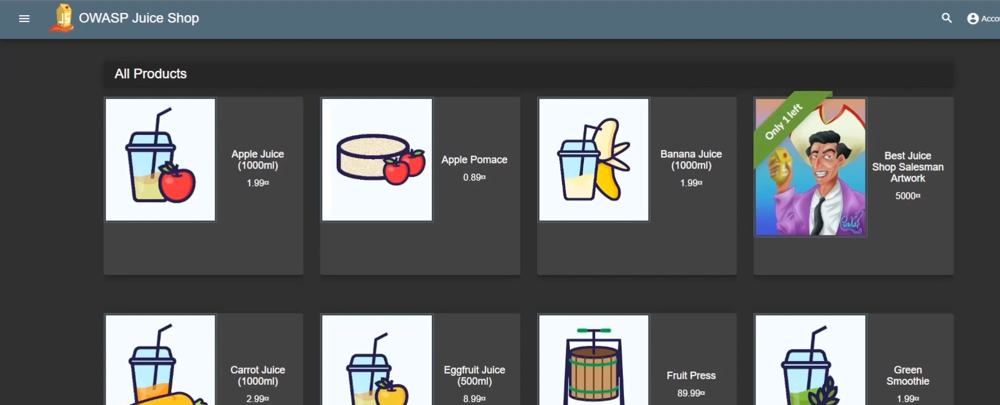 JS
OWASP Juice Shop
All Products
Apple Juice
(1000ml)
1.99¤
Apple Pomace
0.89¤
Banana Juice
(1000ml)
1.99¤
Only 1 left
Best Juice
Shop Salesman
Artwork
5000¤
Carrot Juice
(1000ml)
2.99¤
Eggfruit Juice
(500ml)
8.99¤
Fruit Press
89.99¤
Green
Smoothie
1.99¤